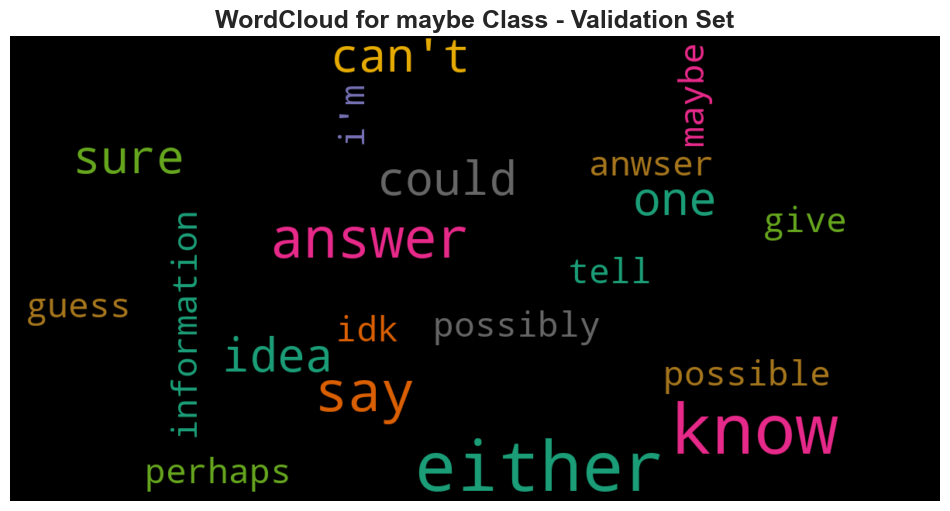 WordCloud for maybe Class - Validation Set
can't
maybe
i'm
sure
could
anwser
one
give
answer
information
tell
guess
idk
possibly
idea
possible
say
know
either
perhaps